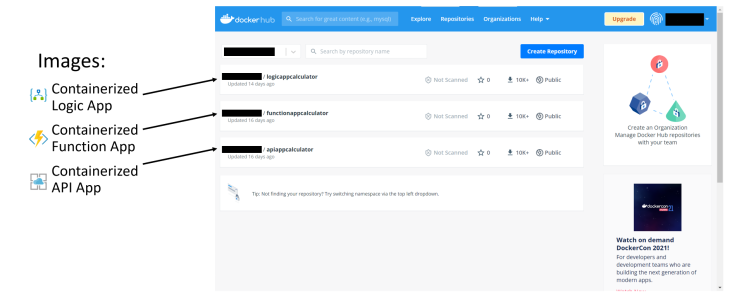 Images:
Containerized
Logic App
Containerized
Function App
Containerized
API App
dockerhub
Search for great content (e.g., mysql)
Explore Repositories Organizations Help
Upgrade
Search by repository name
Create Repository
/ logicappcalculator
Updated 14 days ago
Not Scanned 0 10K+ Public
/ functionappcalculator
Updated 16 days ago
Not Scanned 0 10K+ Public
/ apiappcalculator
Updated 16 days ago
Not Scanned 0 10K+ Public
Tip: Not finding your repository? Try switching namespace via the top left dropdown.
Create an Organization
Manage Docker Hub repositories
with your team
dockercon
Watch on demand
DockerCon 2021!
For developers and
development teams who are
building the next generation of
modern apps.